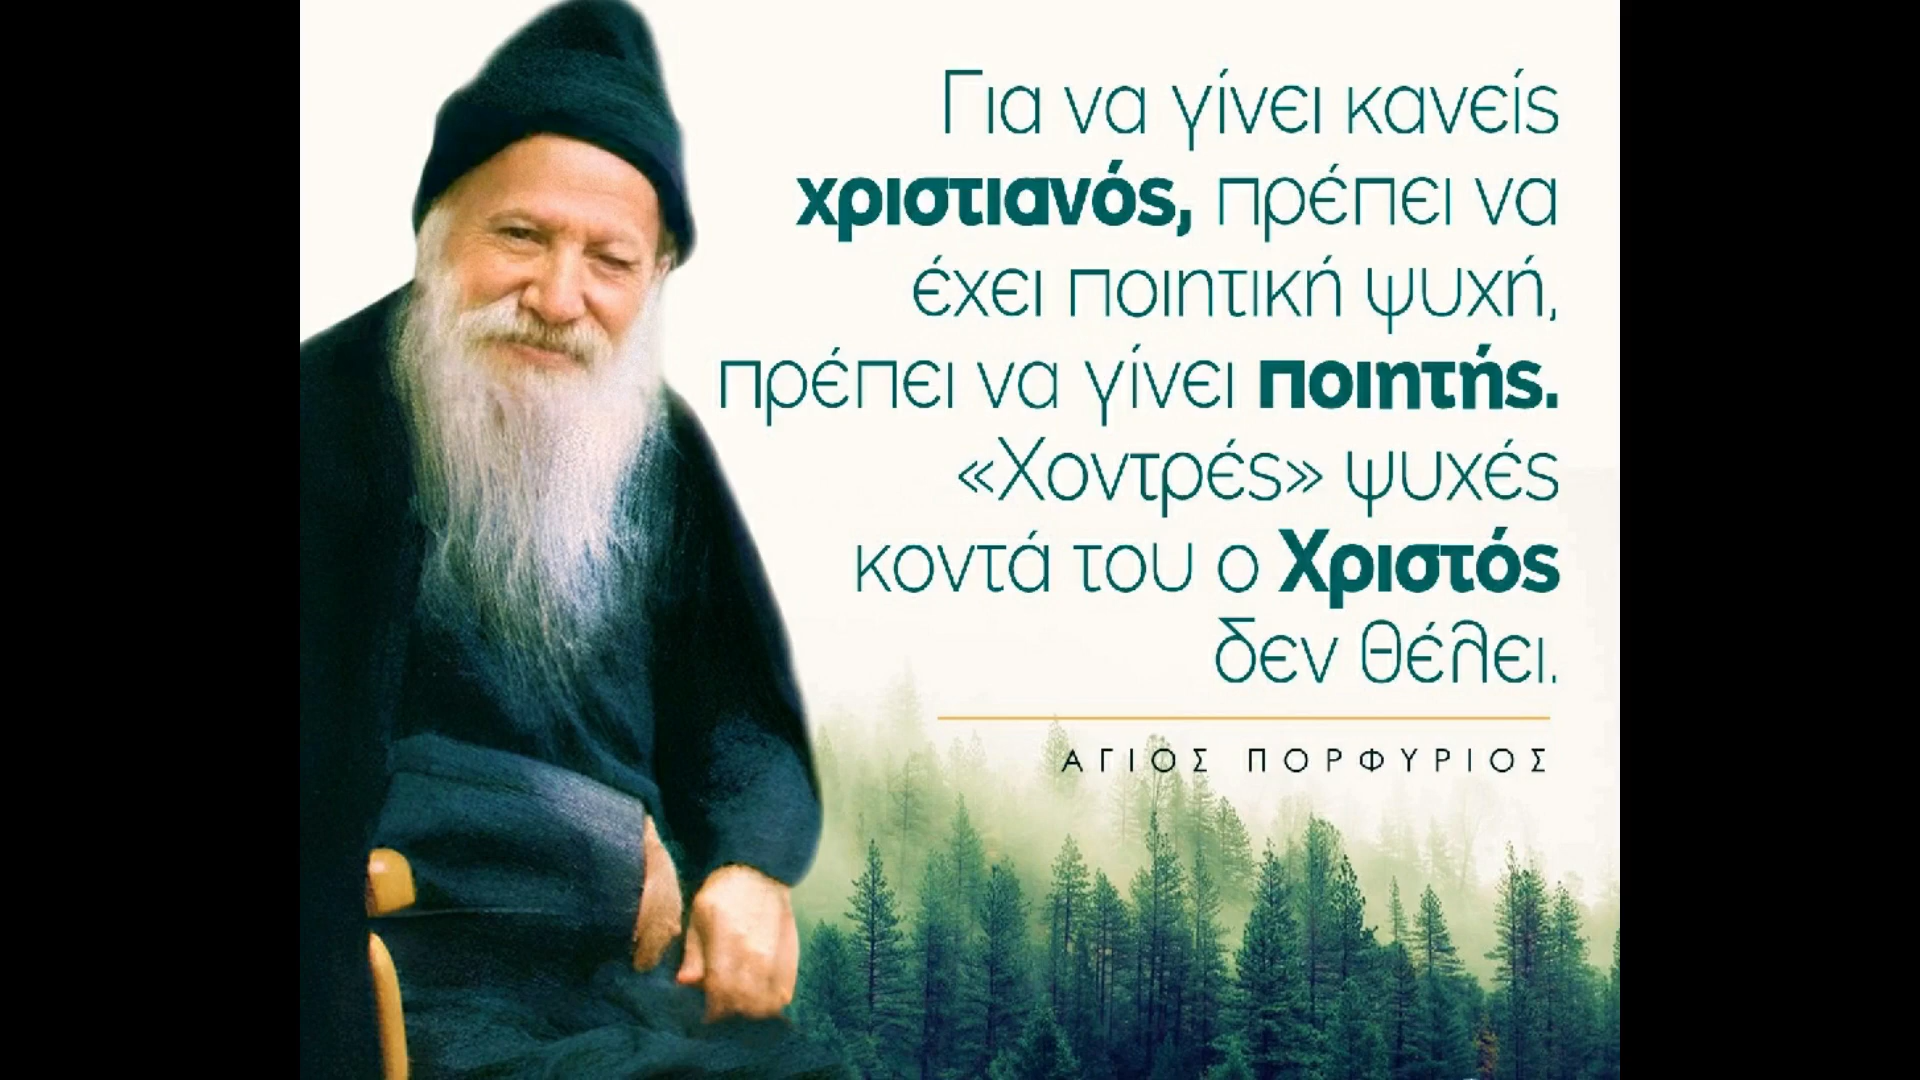 Για να γίνει κανείς
χριστιανός, πρέπει να
έχει ποιητική ψυχή,
πρέπει να γίνει ποιητής.
«Χοντρές» ψυχές
κοντά του ο Χριστός
δεν θέλει.
ΑΓΙΟΣ ΠΟΡΦΥΡΙΟΣ